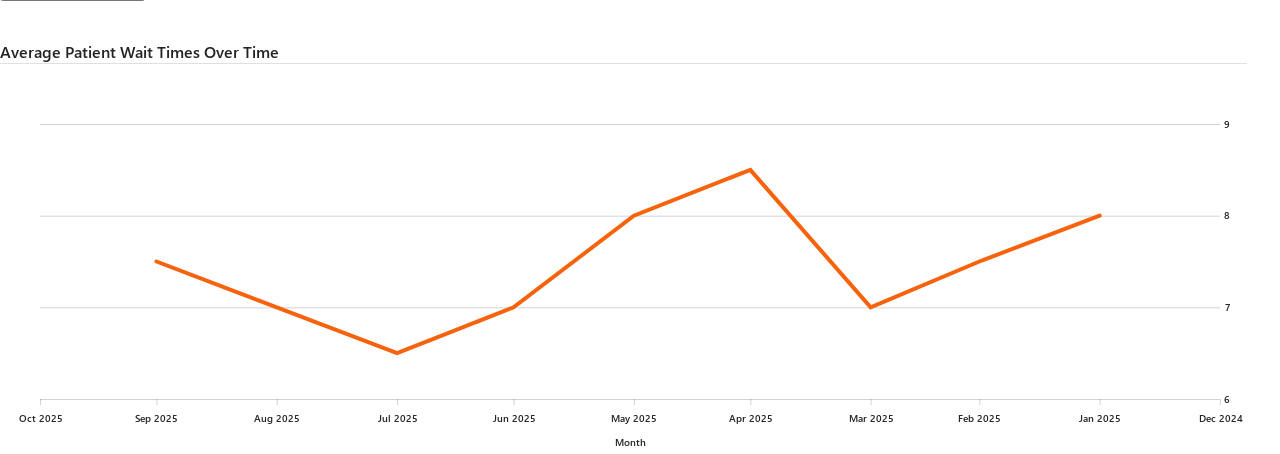 Average Patient Wait Times Over Time
9
8
7
6
Oct 2025 Sep 2025 Aug 2025 Jul 2025 Jun 2025 May 2025 Apr 2025 Mar 2025 Feb 2025 Jan 2025 Dec 2024
Month